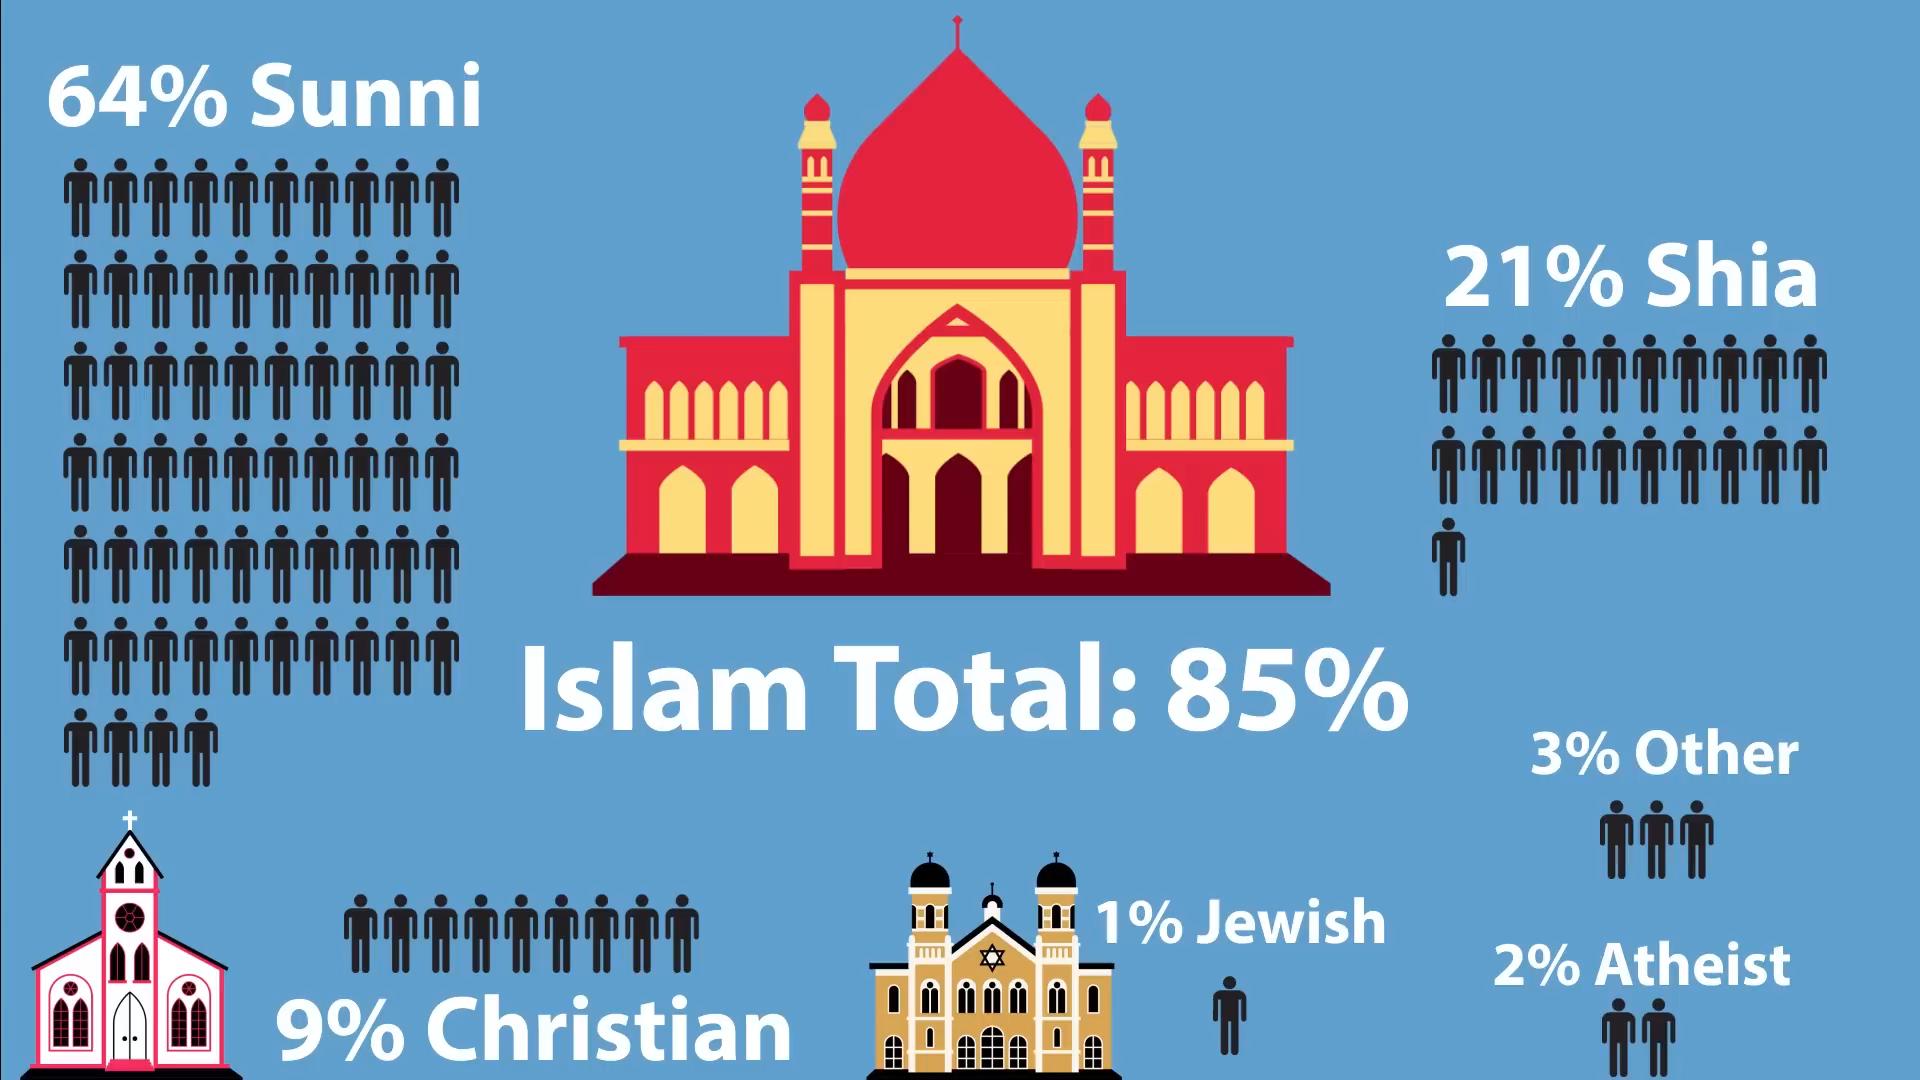 64% Sunni
21% Shia
Islam Total: 85%
3% Other
1% Jewish
2% Atheist
9% Christian